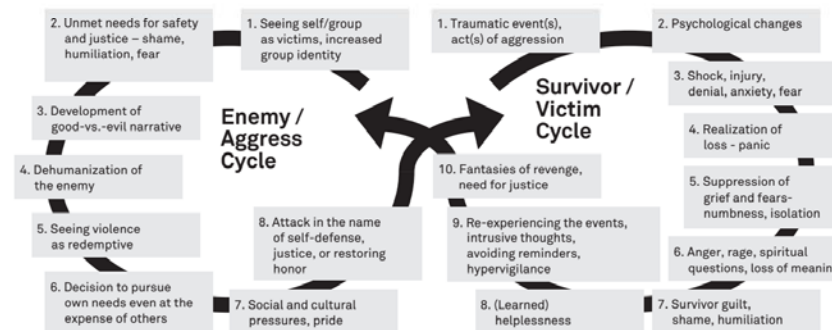 2. Unmet needs for safety
and justice – shame,
humiliation, fear
1. Seeing self/group
as victims, increased
group identity
3. Development of
good-vs.-evil narrative
4. Dehumanization of
the enemy
5. Seeing violence
as redemptive
6. Decision to pursue
own needs even at the
expense of others
7. Social and cultural
pressures, pride
8. Attack in the name
of self-defense,
justice, or restoring
honor
Enemy /
Aggress
Cycle
1. Traumatic event(s),
act(s) of aggression
2. Psychological changes
3. Shock, injury,
denial, anxiety, fear
4. Realization of
loss - panic
5. Suppression of
grief and fears-
numbness, isolation
6. Anger, rage, spiritual
questions, loss of meanin
7. Survivor guilt,
shame, humiliation
8. (Learned)
helplessness
9. Re-experiencing the events,
intrusive thoughts,
avoiding reminders,
hypervigilance
10. Fantasies of revenge,
need for justice
Survivor /
Victim
Cycle